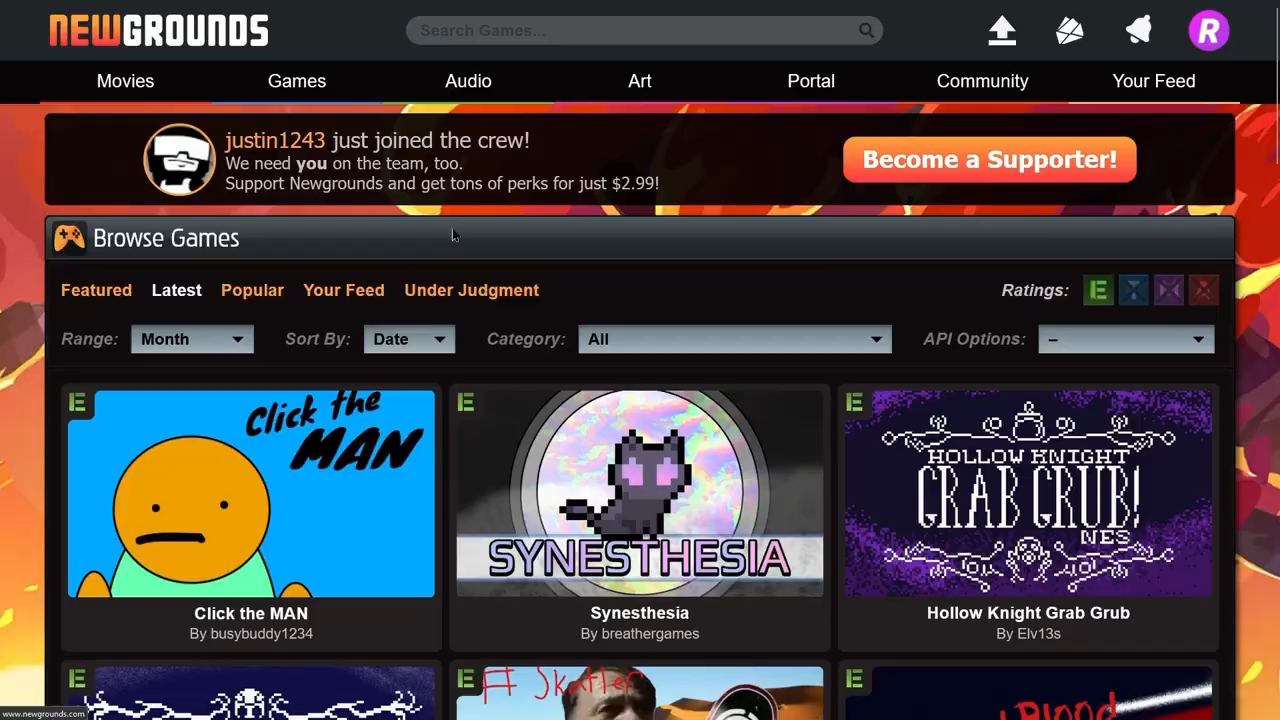 NEWGROUNDS
Search Games...
R
Movies
Games
Audio
Art
Portal
Community
Your Feed
justin1243 just joined the crew!
We need you on the team, too.
Support Newgrounds and get tons of perks for just $2.99!
Become a Supporter!
Browse Games
Featured
Latest
Popular
Your Feed
Under Judgment
Ratings:
E
Range:
Month
Sort By:
Date
Category:
All
API Options:
–
E
Click the
MAN
E
SYNESTHESIA
E
HOLLOW KNIGHT
GRAB GRUB!
NES
Click the MAN
By busybuddy1234
Synesthesia
By breathergames
Hollow Knight Grab Grub
By Elv13s
E
E
E
Blood
www.newgrounds.com